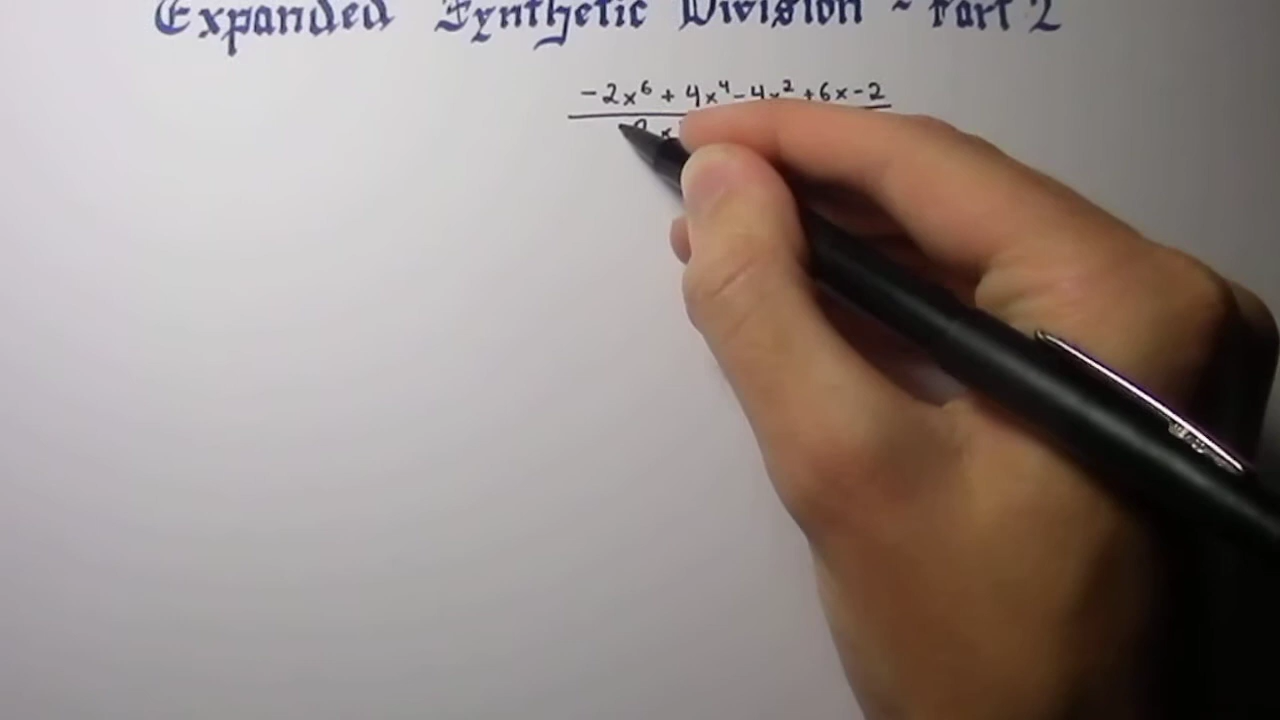 Expanded Synthetic Division ~ Part 2
-2x⁶ + 4x⁴ - 4x² + 6x - 2